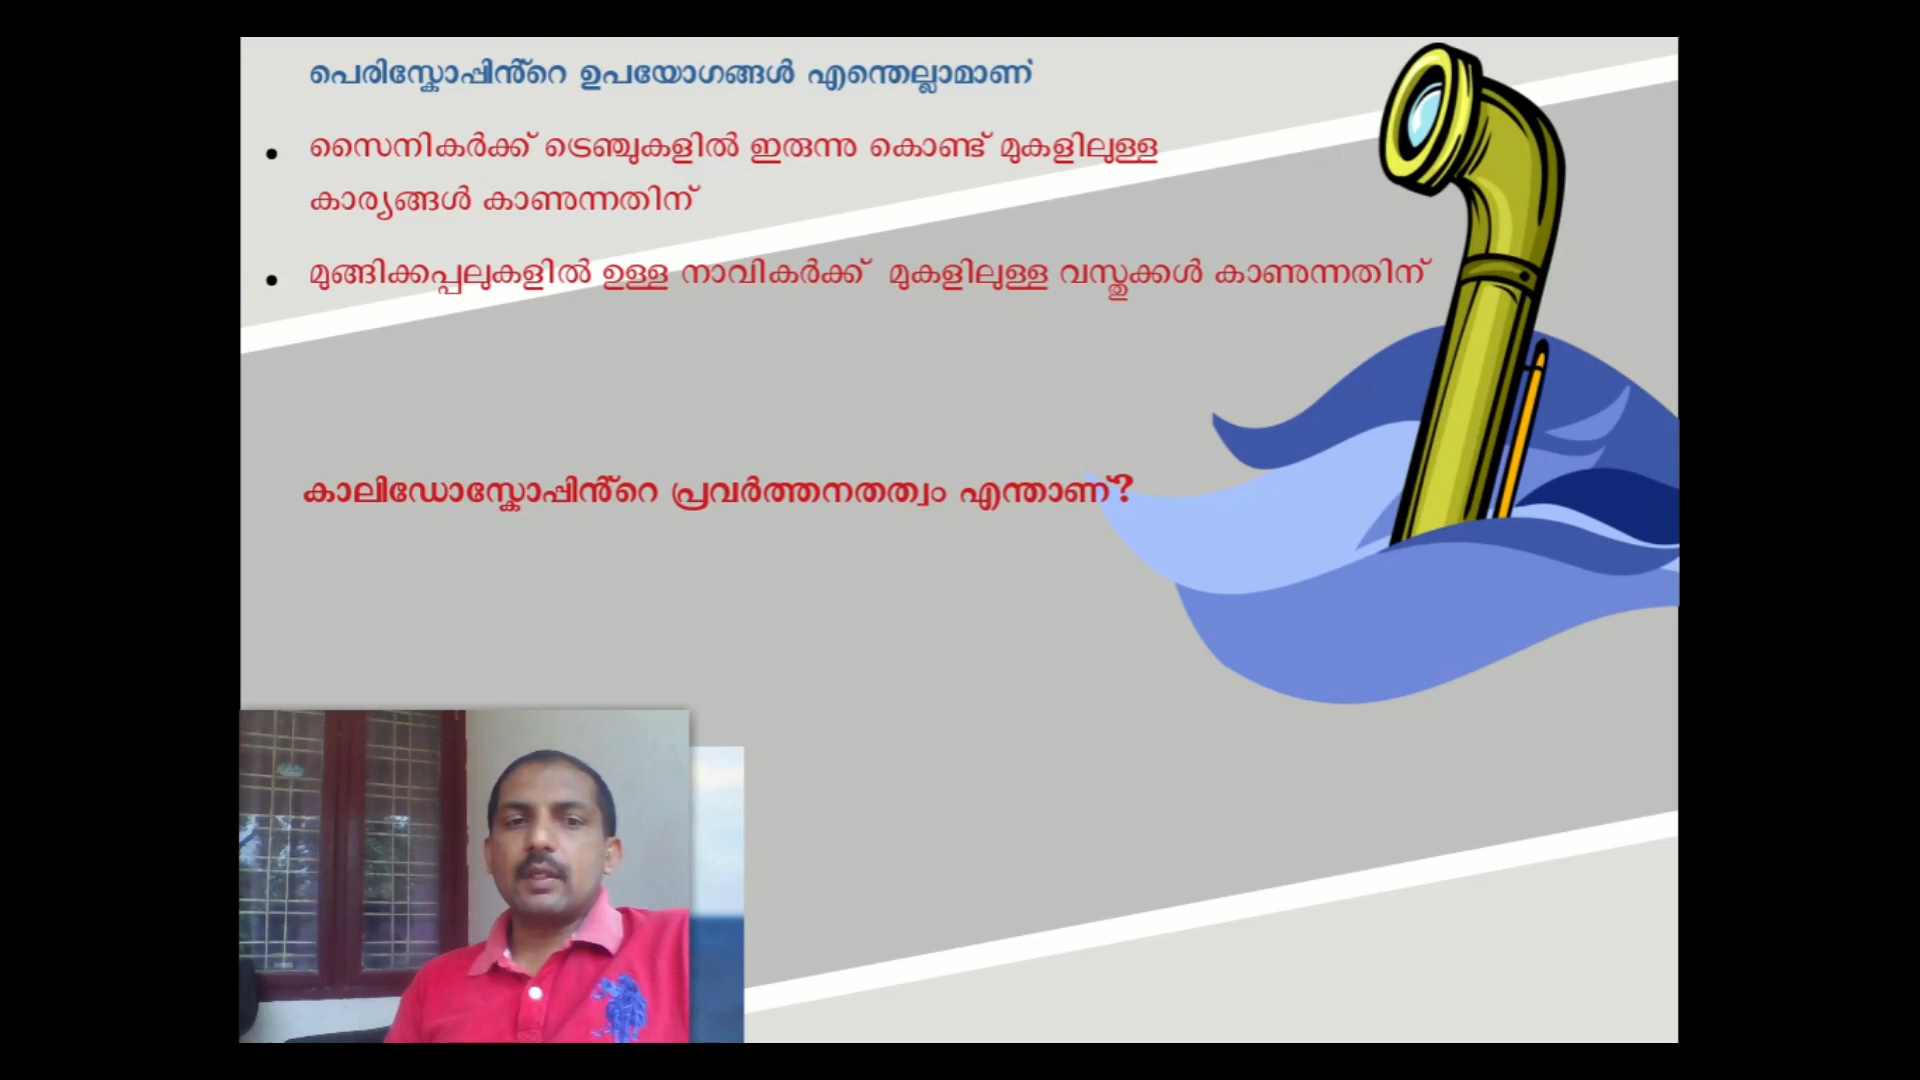 പെരിസ്കോപ്പിൻ്റെ ഉപയോഗങ്ങൾ എന്തെല്ലാമാണ്
• സൈനികർക്ക് ട്രെഞ്ചുകളിൽ ഇരുന്നു കൊണ്ട് മുകളിലുള്ള
കാര്യങ്ങൾ കാണുന്നതിന്
• മുങ്ങിക്കപ്പലുകളിൽ ഉള്ള നാവികർക്ക് മുകളിലുള്ള വസ്തുക്കൾ കാണുന്നതിന്
കാലിഡോസ്കോപ്പിൻ്റെ പ്രവർത്തനതത്വം എന്താണ്?